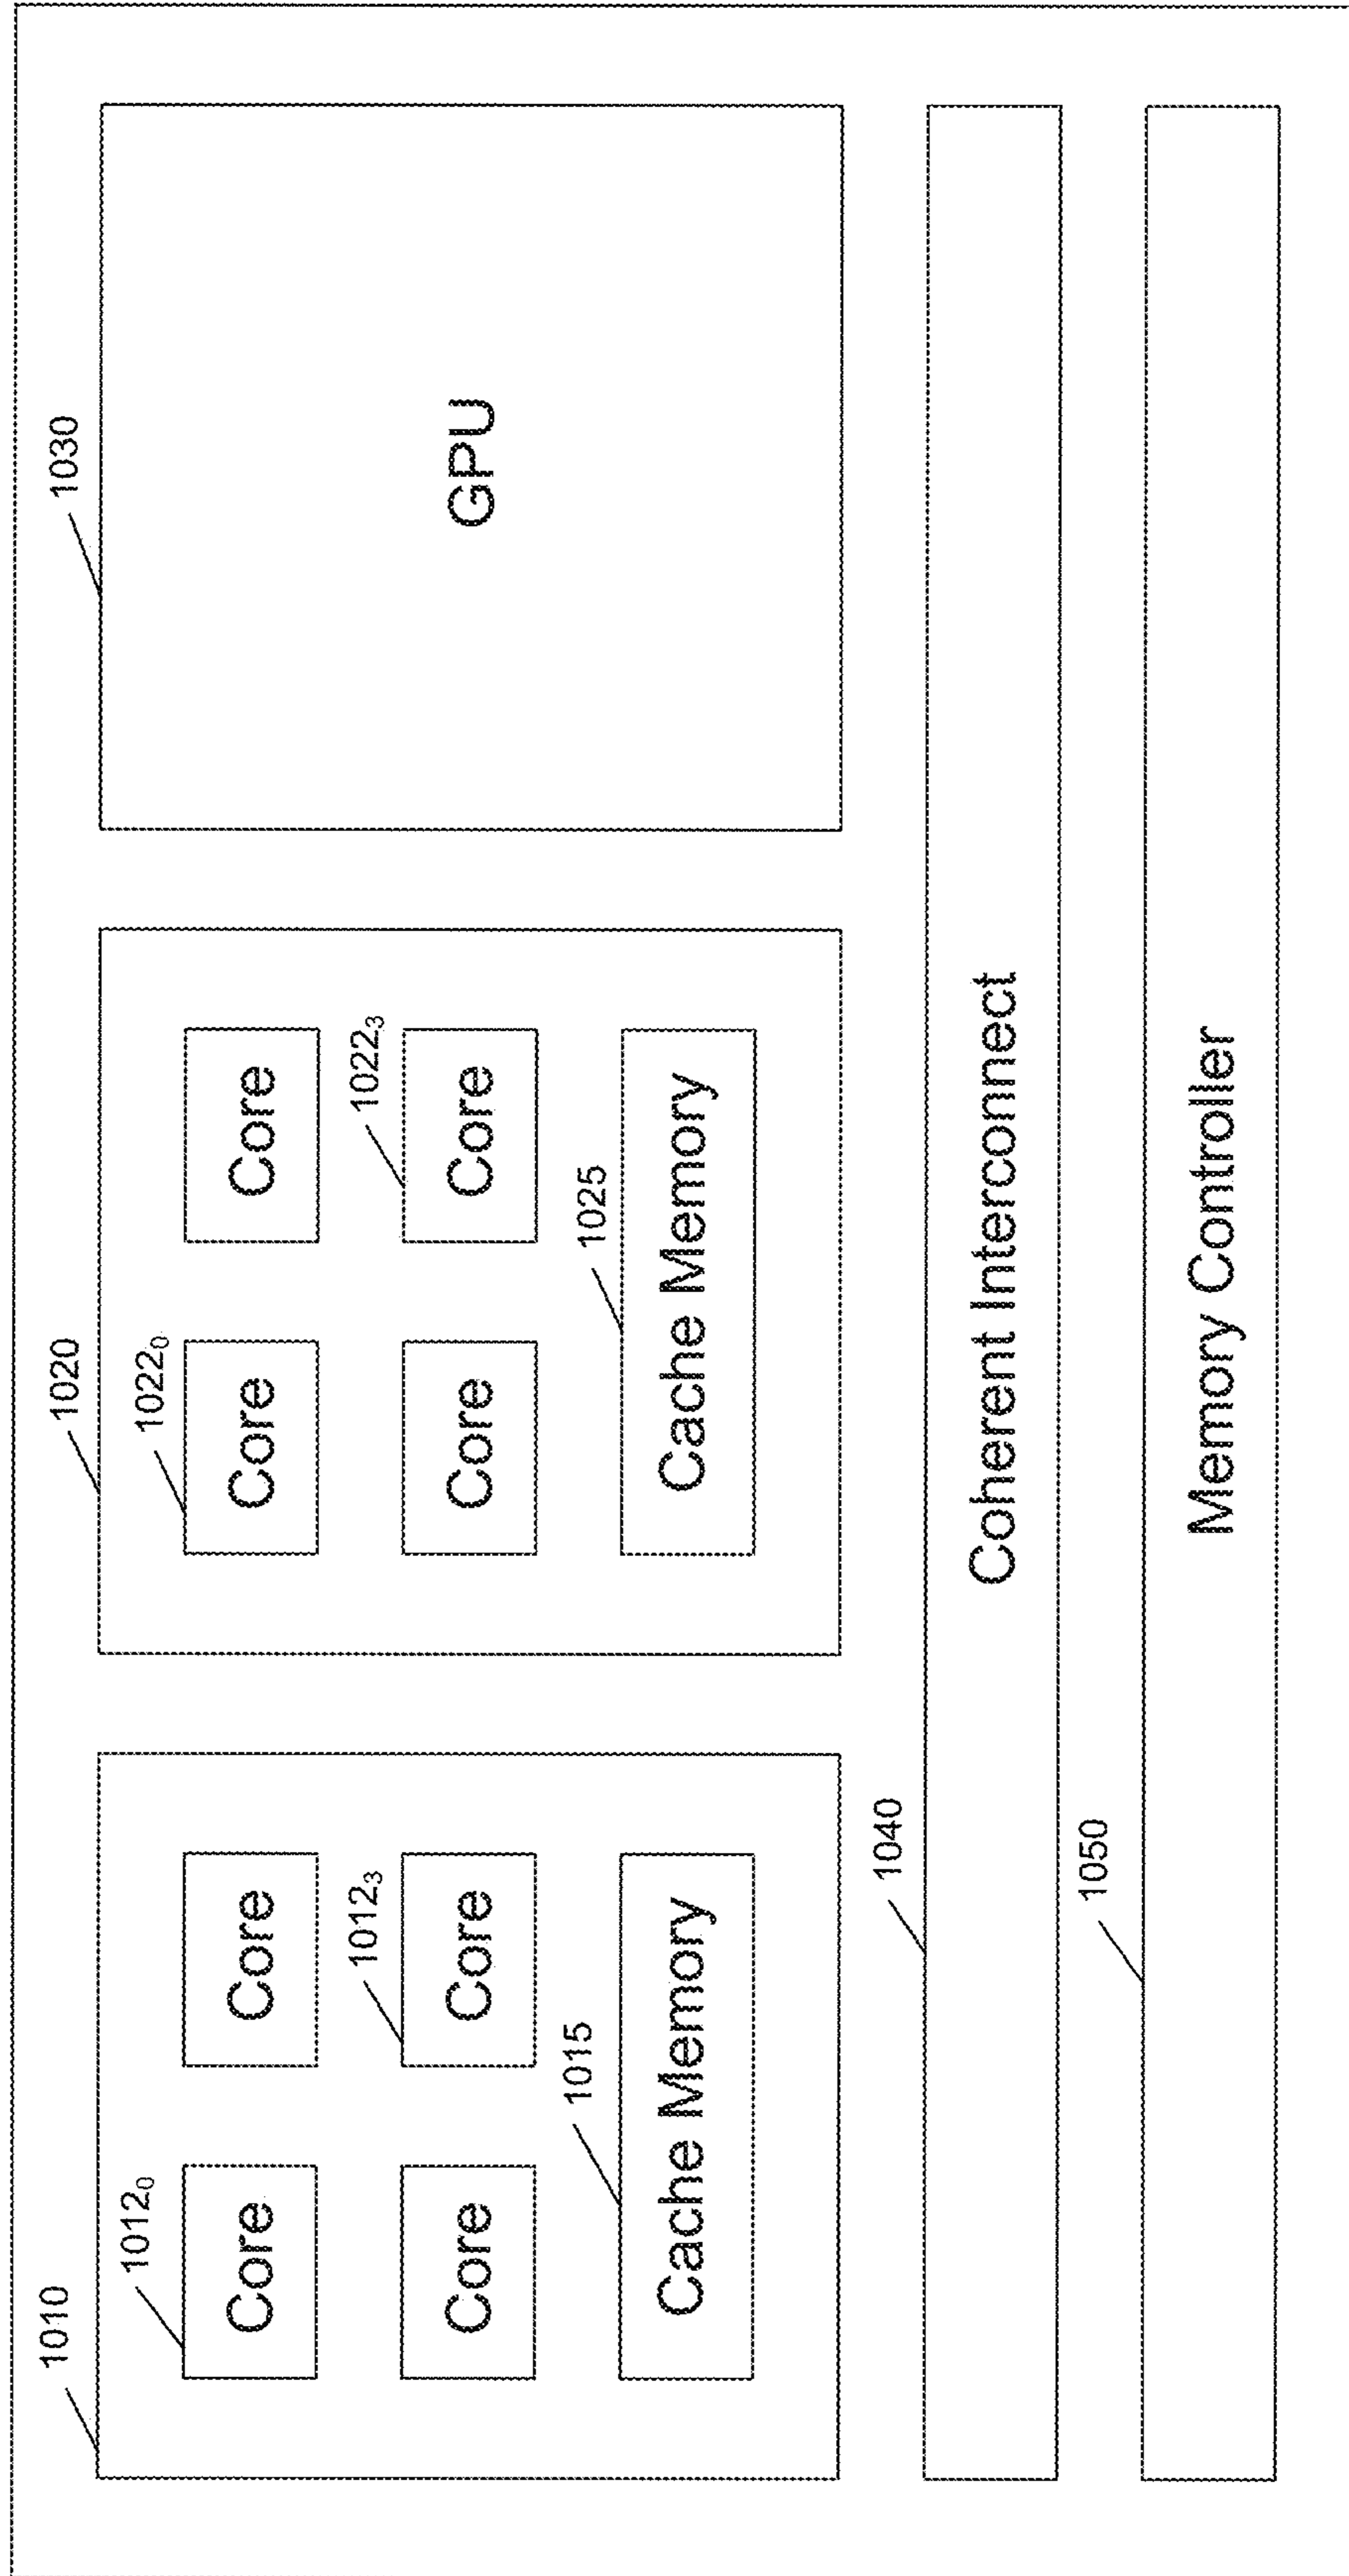 1010
1012₀
Core
Core
1012₃
Core
Core
1015
Cache Memory
1020
1022₀
Core
Core
1022₃
Core
Core
1025
Cache Memory
1030
GPU
1040
Coherent Interconnect
1050
Memory Controller